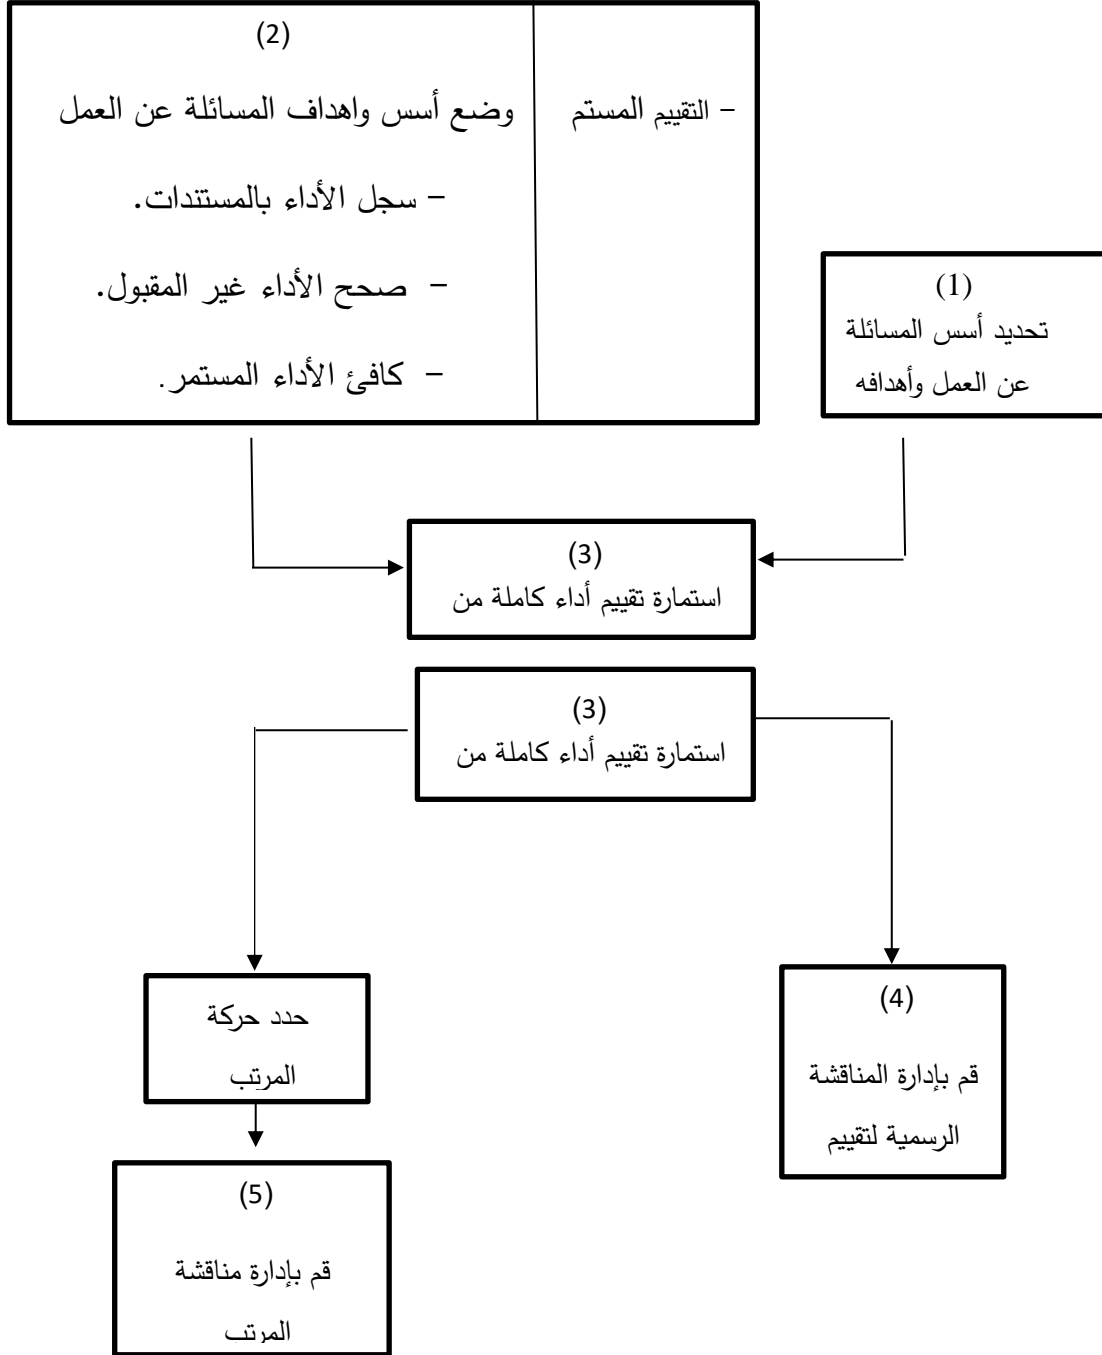 (1)
تحديد أسس المسائلة
عن العمل وأهدافه
- التقييم المستم
(2)
وضع أسس واهداف المسائلة عن العمل
- سجل الأداء بالمستندات.
- صحح الأداء غير المقبول.
- كافئ الأداء المستمر.
(3)
استمارة تقييم أداء كاملة من
(3)
استمارة تقييم أداء كاملة من
(4)
قم بإدارة المناقشة
الرسمية لتقييم
حدد حركة
المرتب
(5)
قم بإدارة مناقشة
المرتب